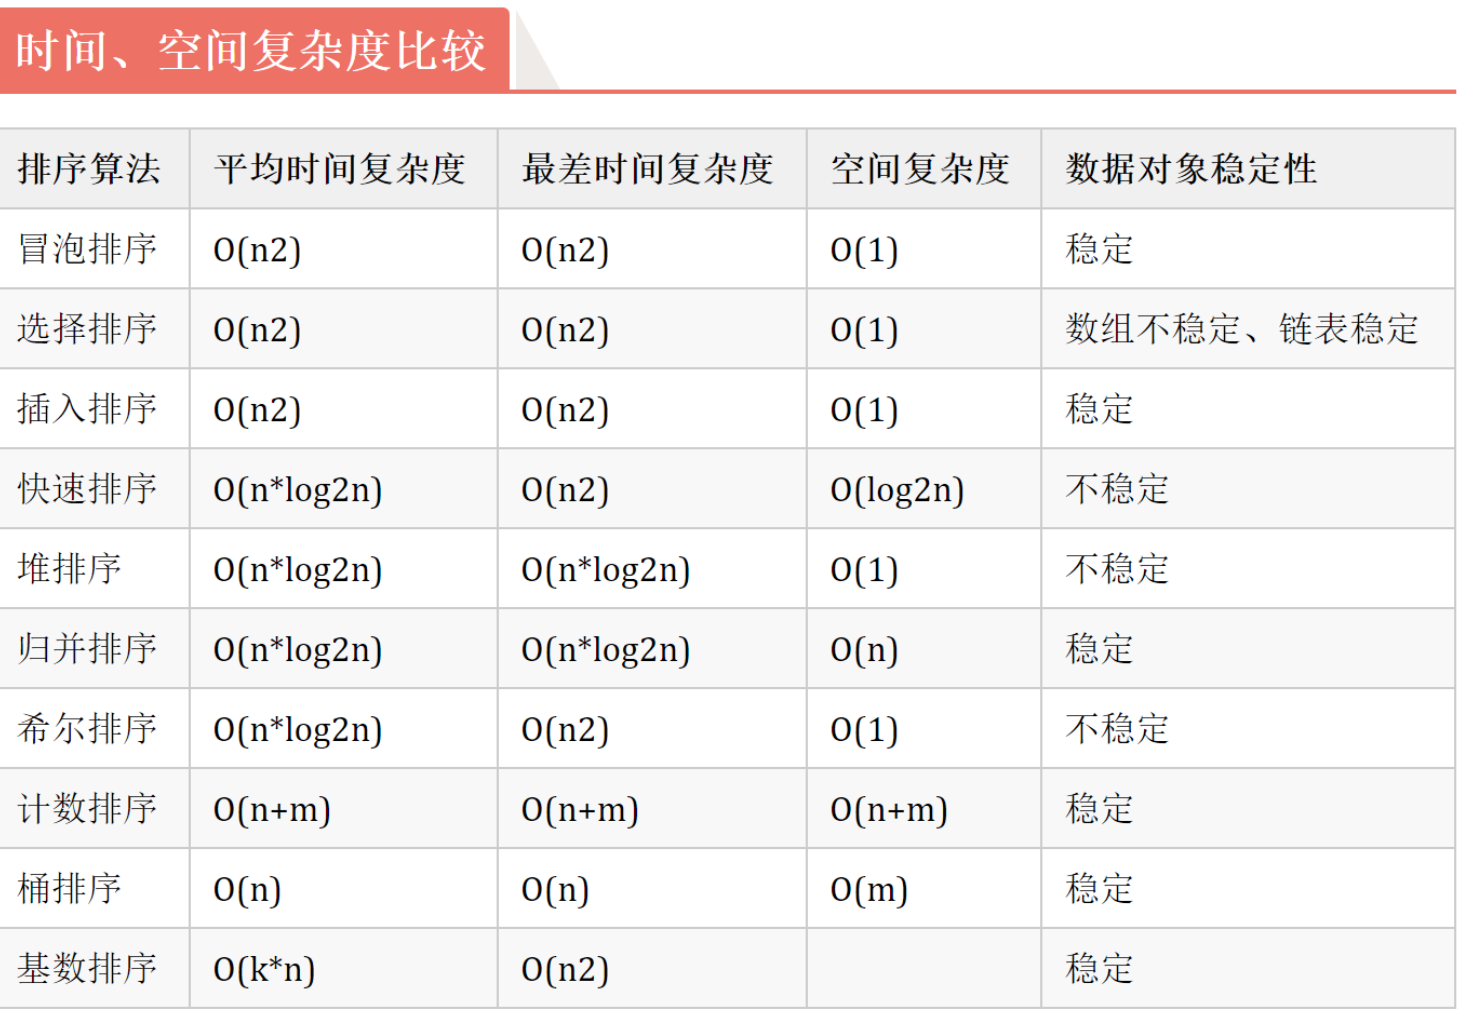 时间、空间复杂度比较
排序算法 平均时间复杂度 最差时间复杂度 空间复杂度 数据对象稳定性
冒泡排序 O(n2) O(n2) O(1) 稳定
选择排序 O(n2) O(n2) O(1) 数组不稳定、链表稳定
插入排序 O(n2) O(n2) O(1) 稳定
快速排序 O(n*log2n) O(n2) O(log2n) 不稳定
堆排序 O(n*log2n) O(n*log2n) O(1) 不稳定
归并排序 O(n*log2n) O(n*log2n) O(n) 稳定
希尔排序 O(n*log2n) O(n2) O(1) 不稳定
计数排序 O(n+m) O(n+m) O(n+m) 稳定
桶排序 O(n) O(n) O(m) 稳定
基数排序 O(k*n) O(n2) 稳定